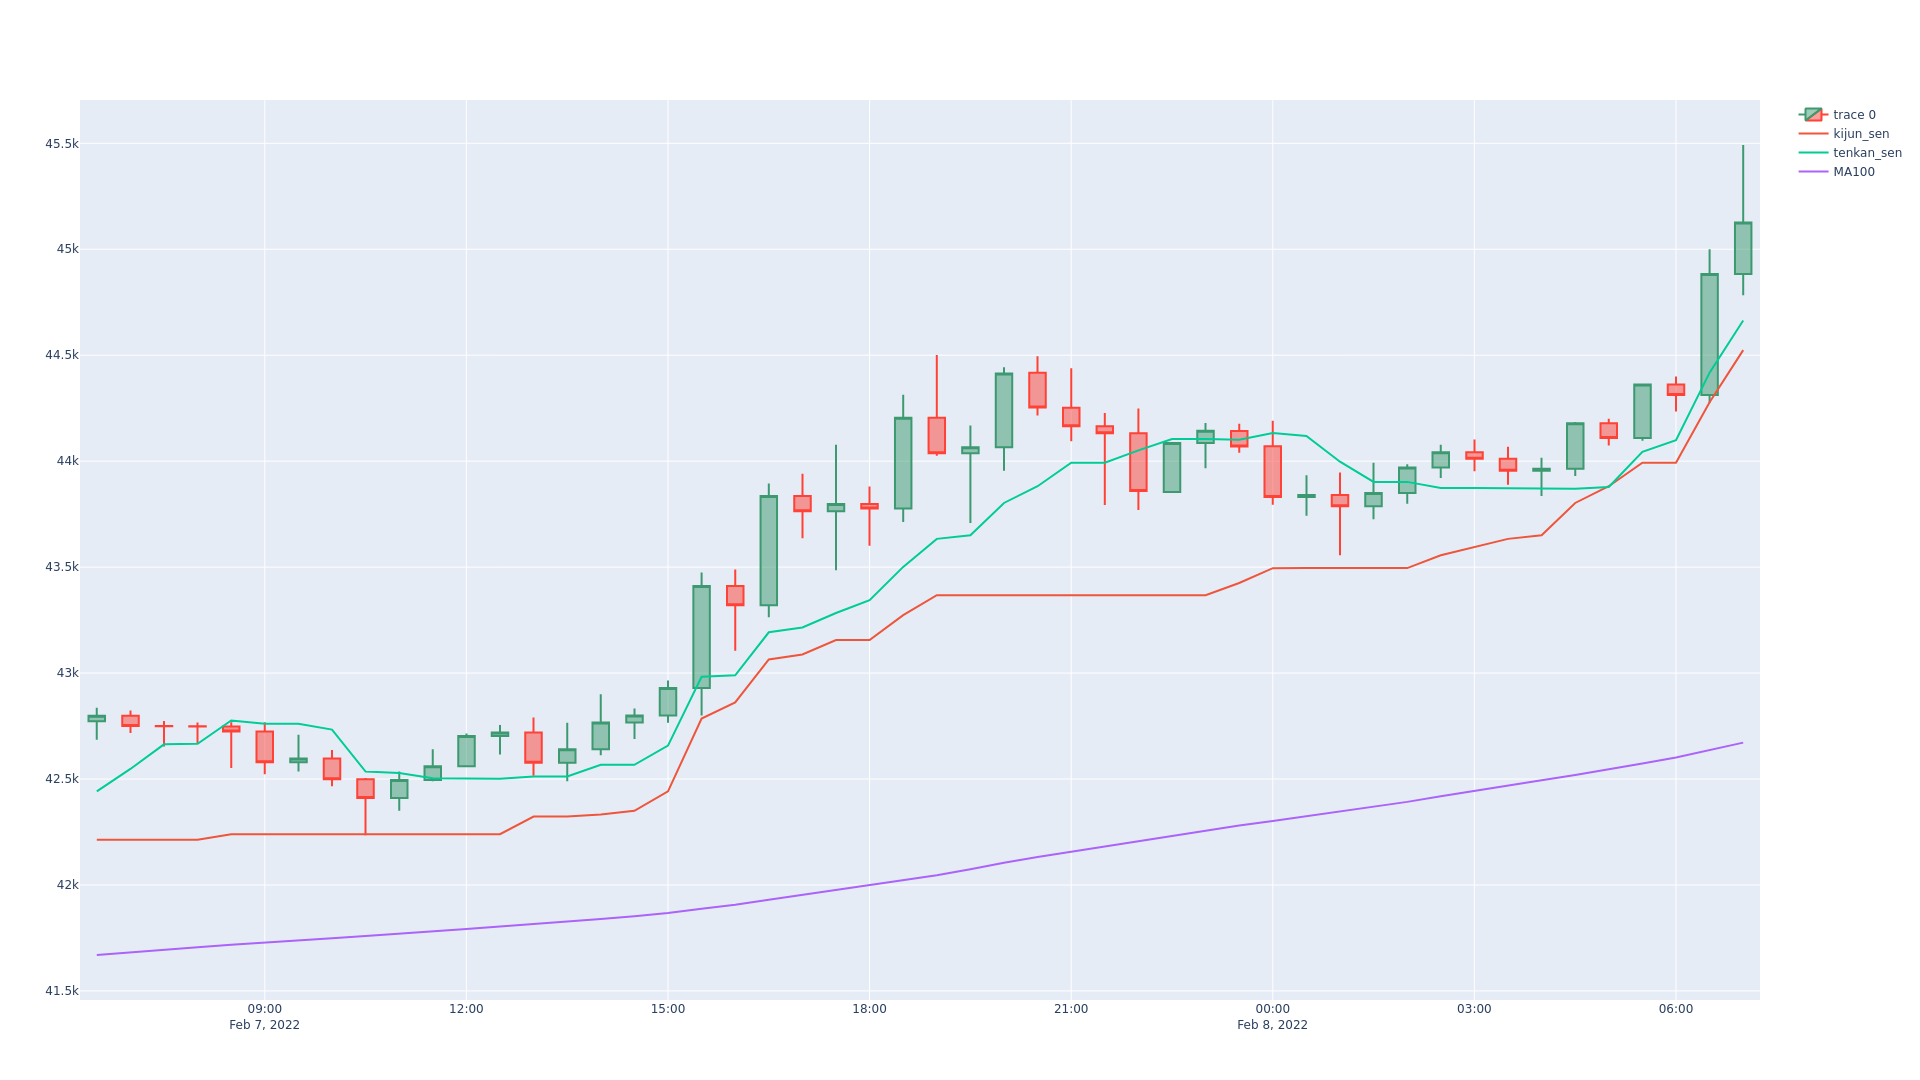 45.5k
45k
44.5k
44k
43.5k
43k
42.5k
42k
41.5k
09:00
Feb 7, 2022
12:00
15:00
18:00
21:00
00:00
Feb 8, 2022
03:00
06:00
trace 0
kijun_sen
tenkan_sen
MA100